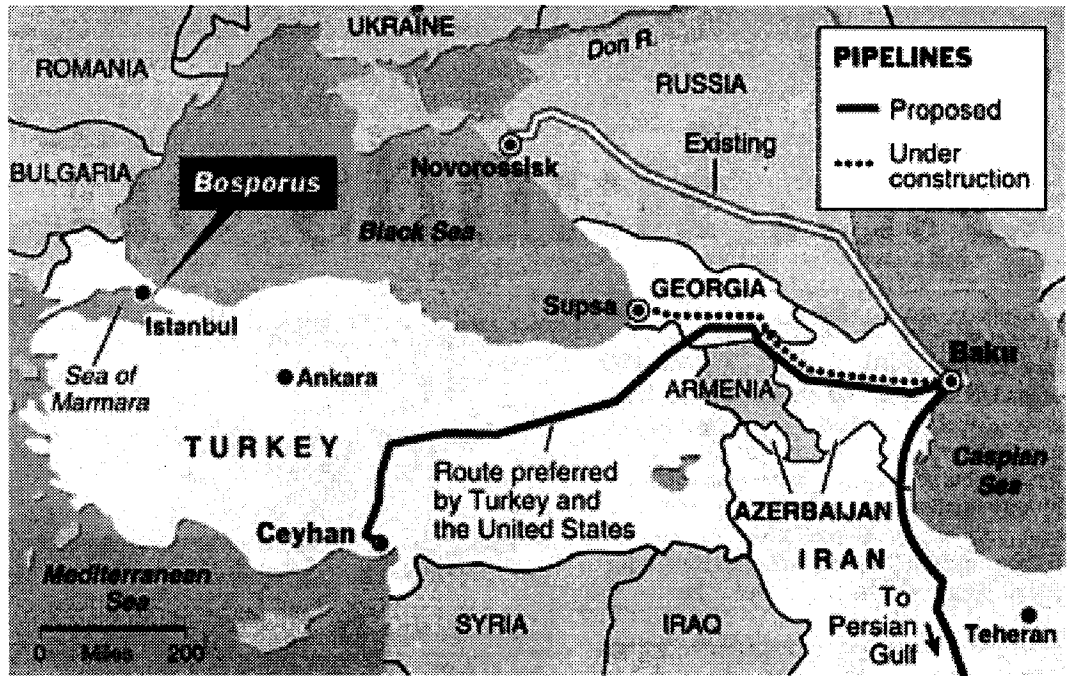 UKRAINE
Don R.
ROMANIA
RUSSIA
PIPELINES
Proposed
Under
construction
Existing
BULGARIA
Bosporus
Novorossisk
Black Sea
GEORGIA
Supsa
Istanbul
Baku
Sea of
Marmara
Ankara
ARMENIA
TURKEY
Route preferred
by Turkey and
the United States
Caspian
Sea
AZERBAIJAN
Ceyhan
IRAN
Mediterranean
Sea
To
Persian
Gulf
SYRIA
IRAQ
Teheran
0 Miles 200